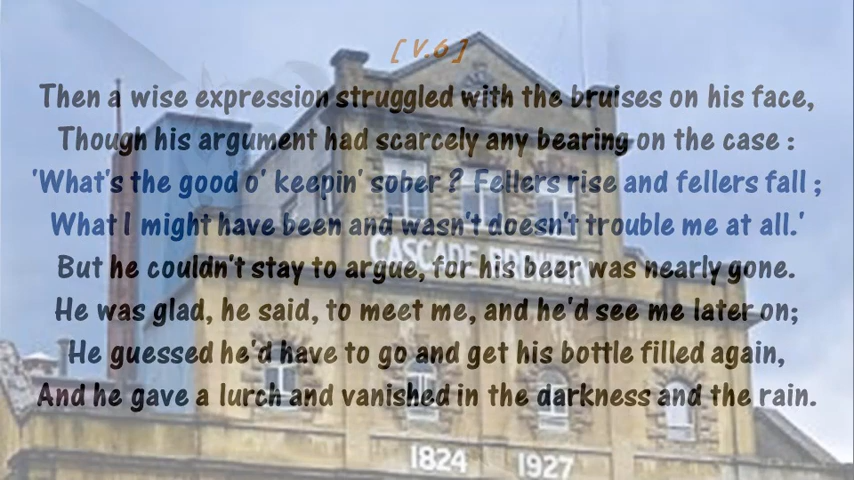 [ V.6 ]
Then a wise expression struggled with the bruises on his face,
Though his argument had scarcely any bearing on the case :
'What's the good o' keepin' sober ? Fellers rise and fellers fall ;
What I might have been and wasn't doesn't trouble me at all.'
CASCADE BREWERY
But he couldn't stay to argue, for his beer was nearly gone.
He was glad, he said, to meet me, and he'd see me later on;
He guessed he'd have to go and get his bottle filled again,
And he gave a lurch and vanished in the darkness and the rain.
1824 1927